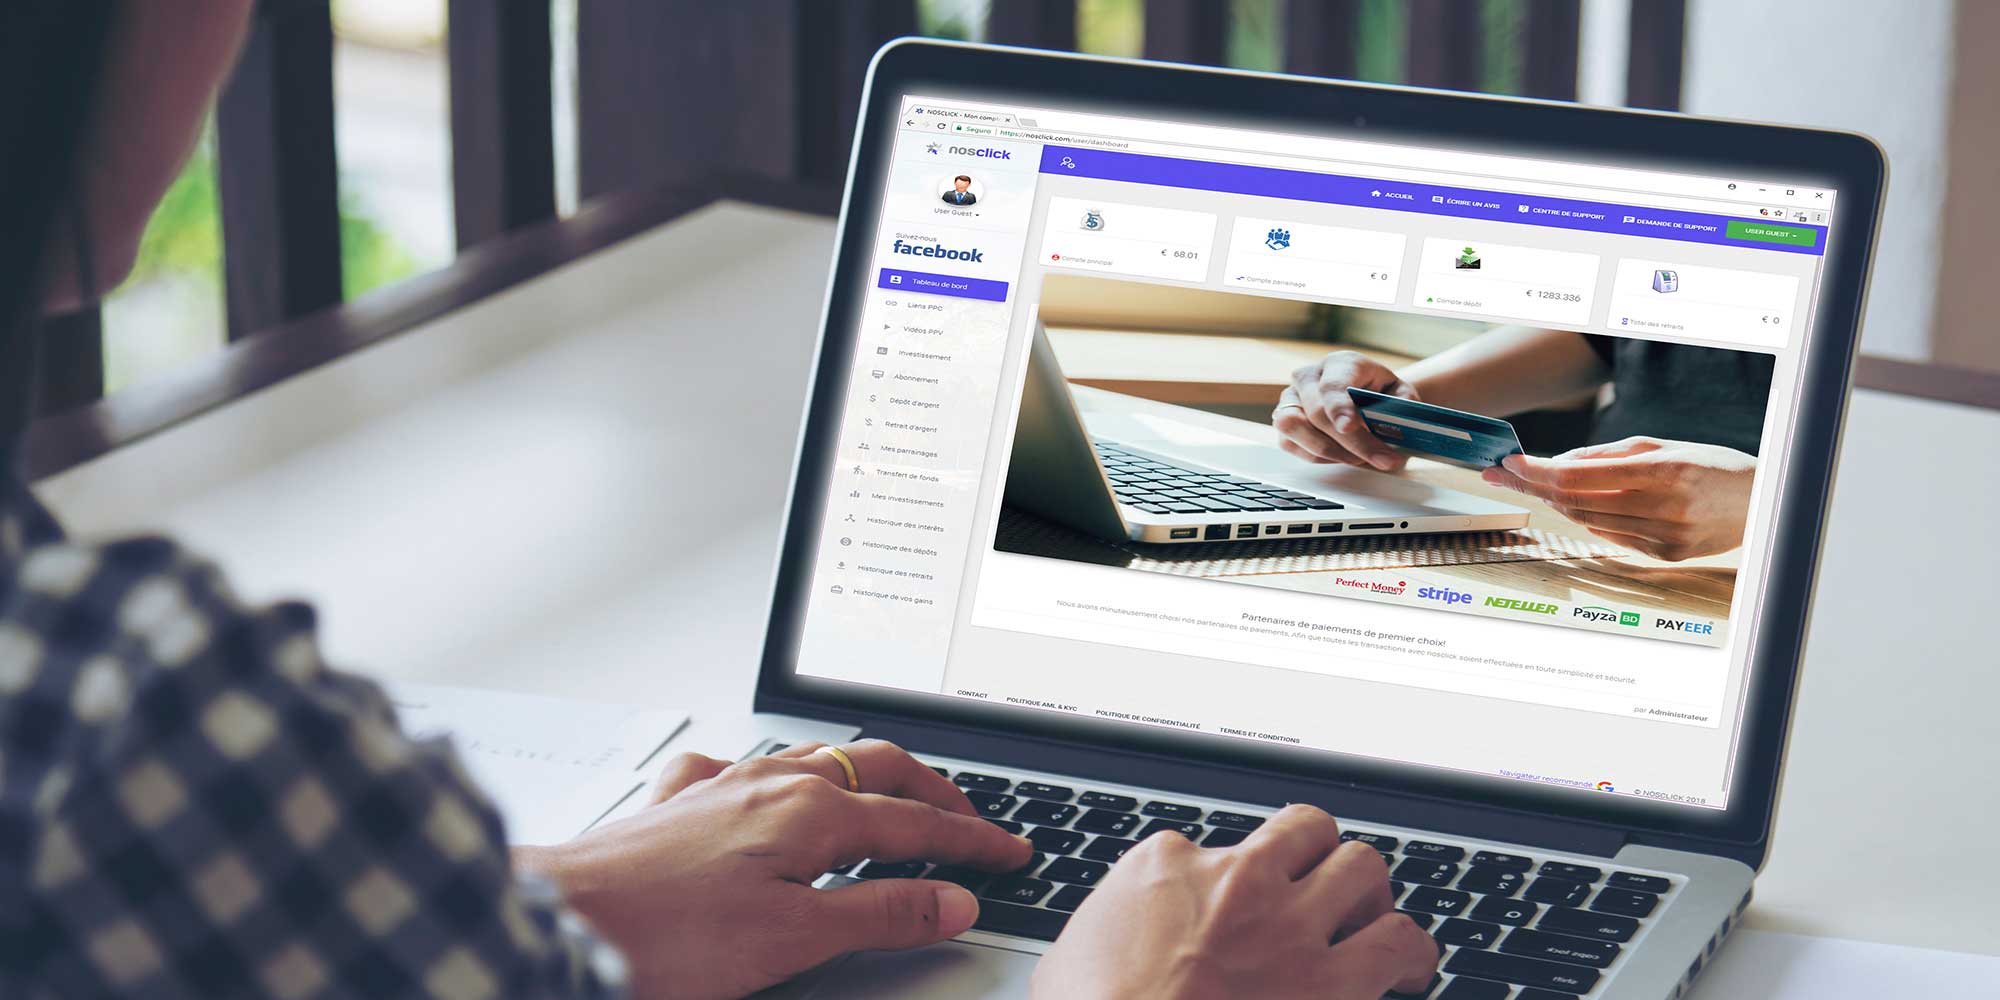 NOSCLICK - Mon compt
Seguro | https://nosclick.com/user/dashboard
nosclick
User Guest
Suivez-nous
facebook
Tableau de bord
Liens PPC
Vidéos PPV
Investissement
Abonnement
Dépôt d'argent
Retrait d'argent
Mes parrainages
Transfert de fonds
Mes investissements
Historique des intérêts
Historique des dépôts
Historique des retraits
Historique de vos gains
ACCUEIL
ÉCRIRE UN AVIS
CENTRE DE SUPPORT
DEMANDE DE SUPPORT
USER GUEST
€ 68.01
Compte principal
€ 0
Compte parrainage
€ 1283.336
Compte dépôt
€ 0
Total des retraits
Perfect Money
stripe
NETELLER
Payza BD
PAYEER
Partenaires de paiements de premier choix!
Nous avons minutieusement choisi nos partenaires de paiements, Afin que toutes les transactions avec nosclick soient effectuées en toute simplicité et sécurité.
par Administrateur
CONTACT
POLITIQUE AML & KYC
POLITIQUE DE CONFIDENTIALITÉ
TERMES ET CONDITIONS
Navigateur recommandé
© NOSCLICK 2018